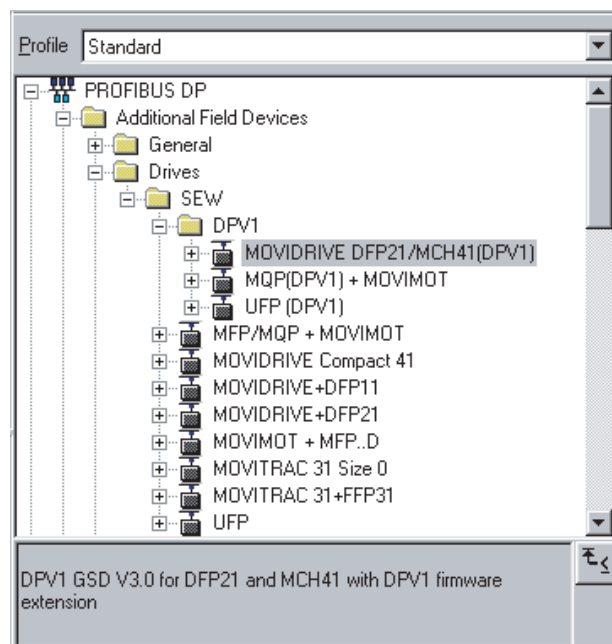 Profile Standard
PROFIBUS DP
Additional Field Devices
General
Drives
SEW
DPV1
MOVIDRIVE DFP21/MCH41(DPV1)
MQP(DPV1) + MOVIMOT
UFP (DPV1)
MFP/MQP + MOVIMOT
MOVIDRIVE Compact 41
MOVIDRIVE+DFP11
MOVIDRIVE+DFP21
MOVIMOT + MFP..D
MOVITRAC 31 Size 0
MOVITRAC 31+FFP31
UFP
DPV1 GSD V3.0 for DFP21 and MCH41 with DPV1 firmware
extension